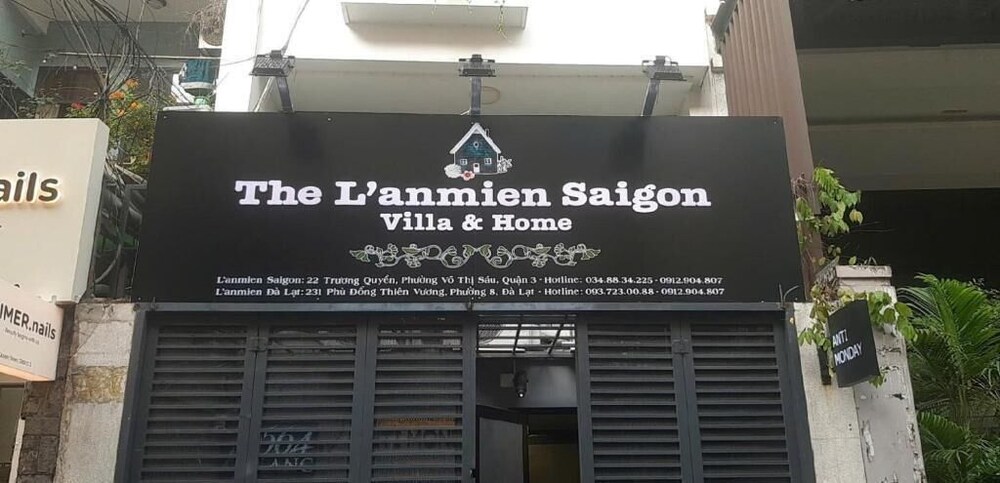 The L'anmien Saigon
Villa & Home
L'anmien Saigon: 22 Trương Quyền, Phường Võ Thị Sáu, Quận 3 - Hotline: 034.88.34.225 - 0912.904.807
L'anmien Đà Lạt: 231 Phù Đổng Thiên Vương, Phường 8, Đà Lạt - Hotline: 093.723.00.88 - 0912.904.807
ails
MER.nails
ANTI
MONDAY